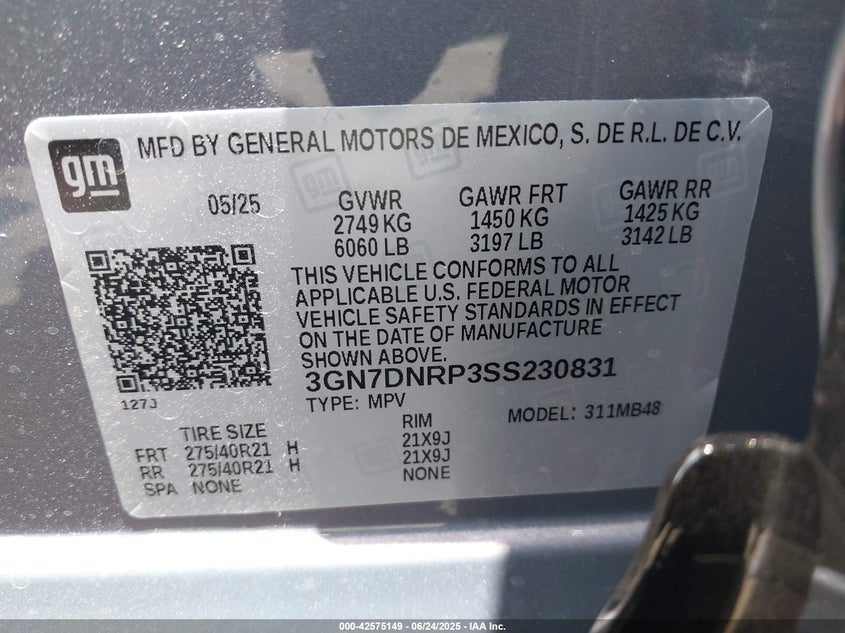 gm
MFD BY GENERAL MOTORS DE MEXICO, S. DE R.L. DE C.V.
05/25 GVWR GAWR FRT GAWR RR
2749 KG 1450 KG 1425 KG
6060 LB 3197 LB 3142 LB
THIS VEHICLE CONFORMS TO ALL
APPLICABLE U.S. FEDERAL MOTOR
VEHICLE SAFETY STANDARDS IN EFFECT
ON THE DATE OF MANUFACTURE
SHOWN ABOVE.
3GN7DNRP3SS230831
127J
TYPE: MPV
MODEL: 311MB48
TIRE SIZE RIM
FRT 275/40R21 H 21X9J
RR 275/40R21 H 21X9J
SPA NONE NONE
000-42575149 - 06/24/2025 - IAA Inc.